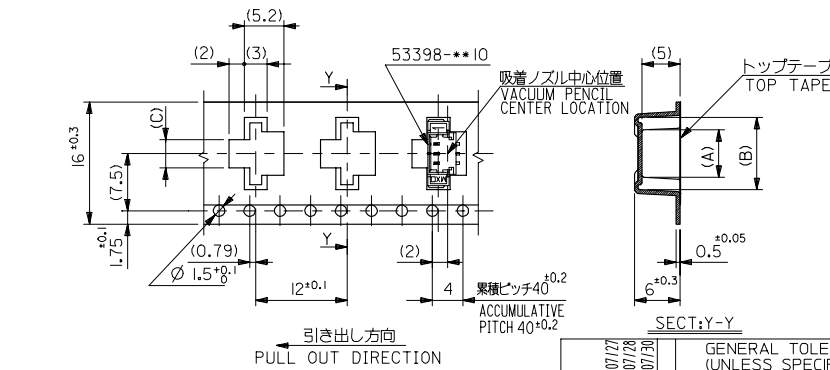 (5.2)
(2)
(3)
53398-**10
吸着ノズル中心位置
VACUUM PENCIL
CENTER LOCATION
(5)
トップテープ
TOP TAPE
Y
(C)
16±0.3
(7.5)
(A)
(B)
1.75±0.1
(0.79)
Y
(2)
0.5±0.05
Ø 1.5+0.1 0
12±0.1
4
累積ピッチ40±0.2
ACCUMULATIVE
PITCH 40±0.2
6±0.3
引き出し方向
PULL OUT DIRECTION
SECT:Y-Y
07/27
07/28
07/30
GENERAL TOLE
(UNLESS SPECIF